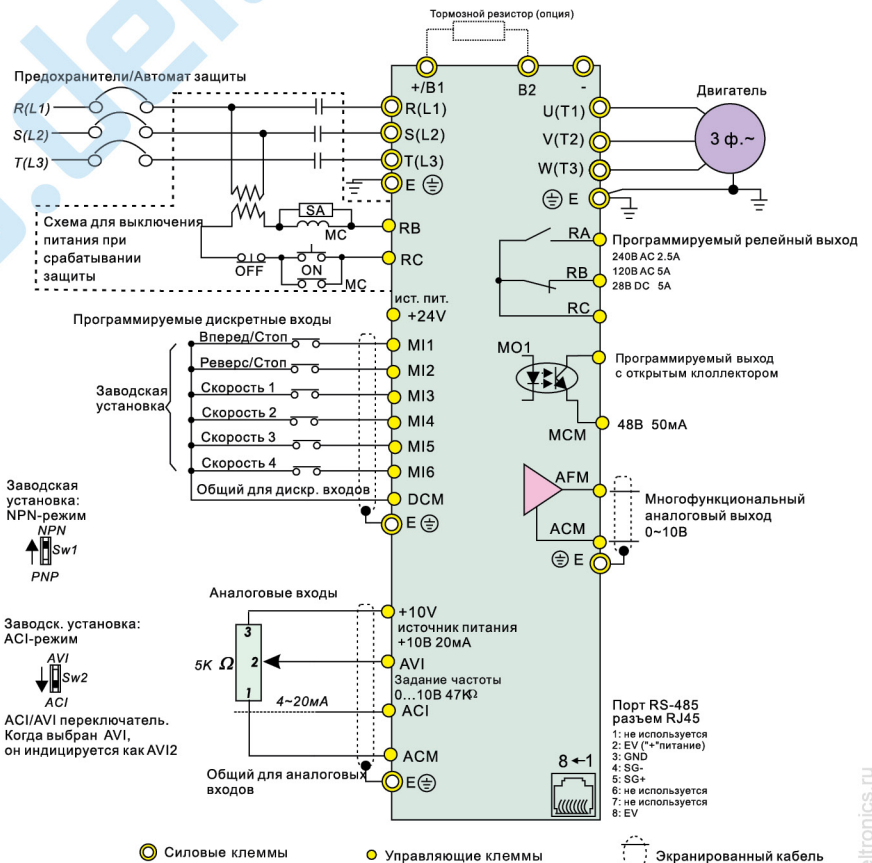 Тормозной резистор (опция)
Предохранители/Автомат защиты
+/B1
B2
-
Двигатель
R(L1)
R(L1)
U(T1)
S(L2)
S(L2)
V(T2)
3 ф.~
T(L3)
T(L3)
W(T3)
E
E
Схема для выключения
питания при
срабатывании
защиты
SA
MC
RB
OFF
ON
MC
RC
RA
Программируемый релейный выход
240В AC 2.5A
120В AC 5A
28В DC 5A
RB
RC
ист. пит.
+24V
Программируемые дискретные входы
Вперед/Стоп
MI1
Реверс/Стоп
MI2
Скорость 1
MI3
Скорость 2
MI4
Скорость 3
MI5
Скорость 4
MI6
Общий для дискр. входов
DCM
E
Заводская
установка
MO1
Программируемый выход
с открытым клоллектором
MCM
48В 50мА
AFM
Многофункциональный
аналоговый выход
0~10В
ACM
E
Заводская
установка:
NPN-режим
NPN
Sw1
PNP
Заводск. установка:
ACI-режим
AVI
Sw2
ACI
ACI/AVI переключатель.
Когда выбран AVI,
он индицируется как AVI2
Аналоговые входы
+10V
источник питания
+10В 20мА
3
5K Ω
2
1
AVI
Задание частоты
0...10В 47KΩ
4~20мА
ACI
ACM
Общий для аналоговых
входов
E
8←1
Порт RS-485
разъем RJ45
1: не используется
2: EV ("+"питание)
3: GND
4: SG-
5: SG+
6: не используется
7: не используется
8: EV
Силовые клеммы
Управляющие клеммы
Экранированный кабель